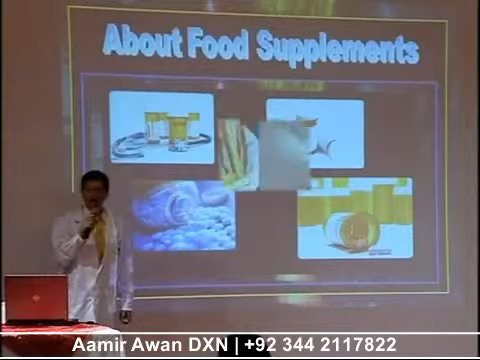 About Food Supplements
Aamir Awan DXN | +92 344 2117822